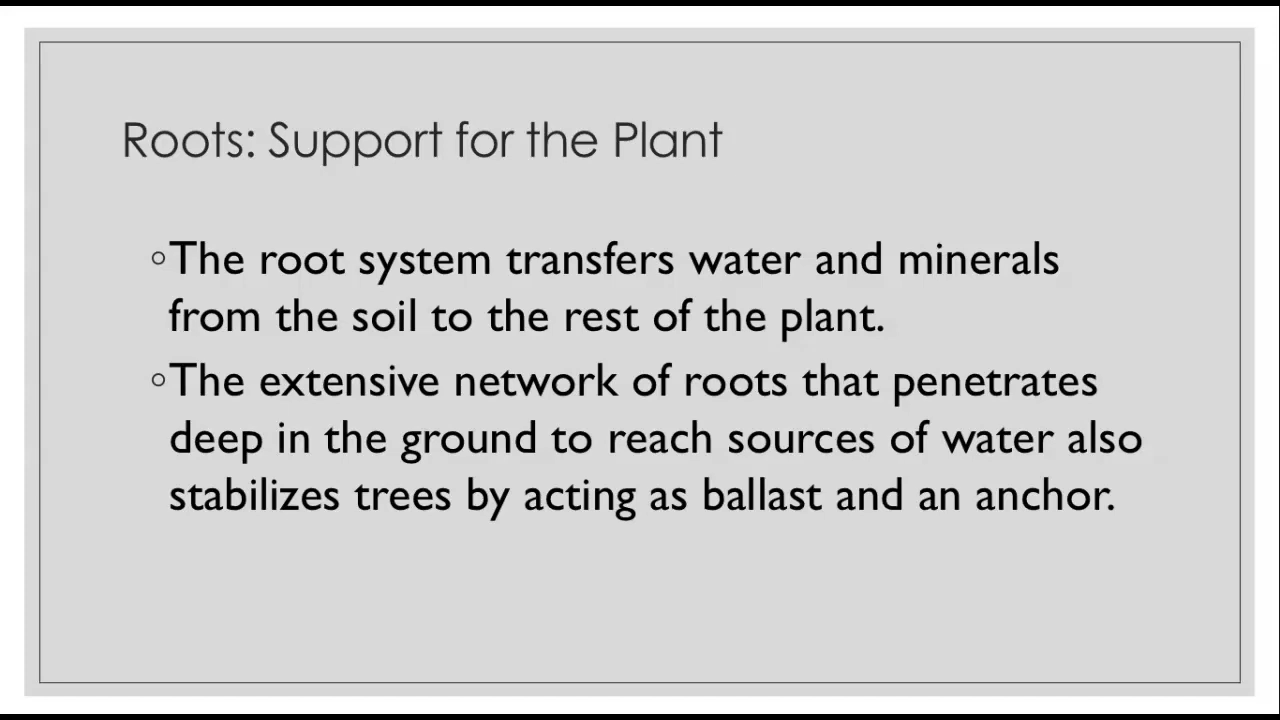 Roots: Support for the Plant
◦The root system transfers water and minerals
from the soil to the rest of the plant.
◦The extensive network of roots that penetrates
deep in the ground to reach sources of water also
stabilizes trees by acting as ballast and an anchor.